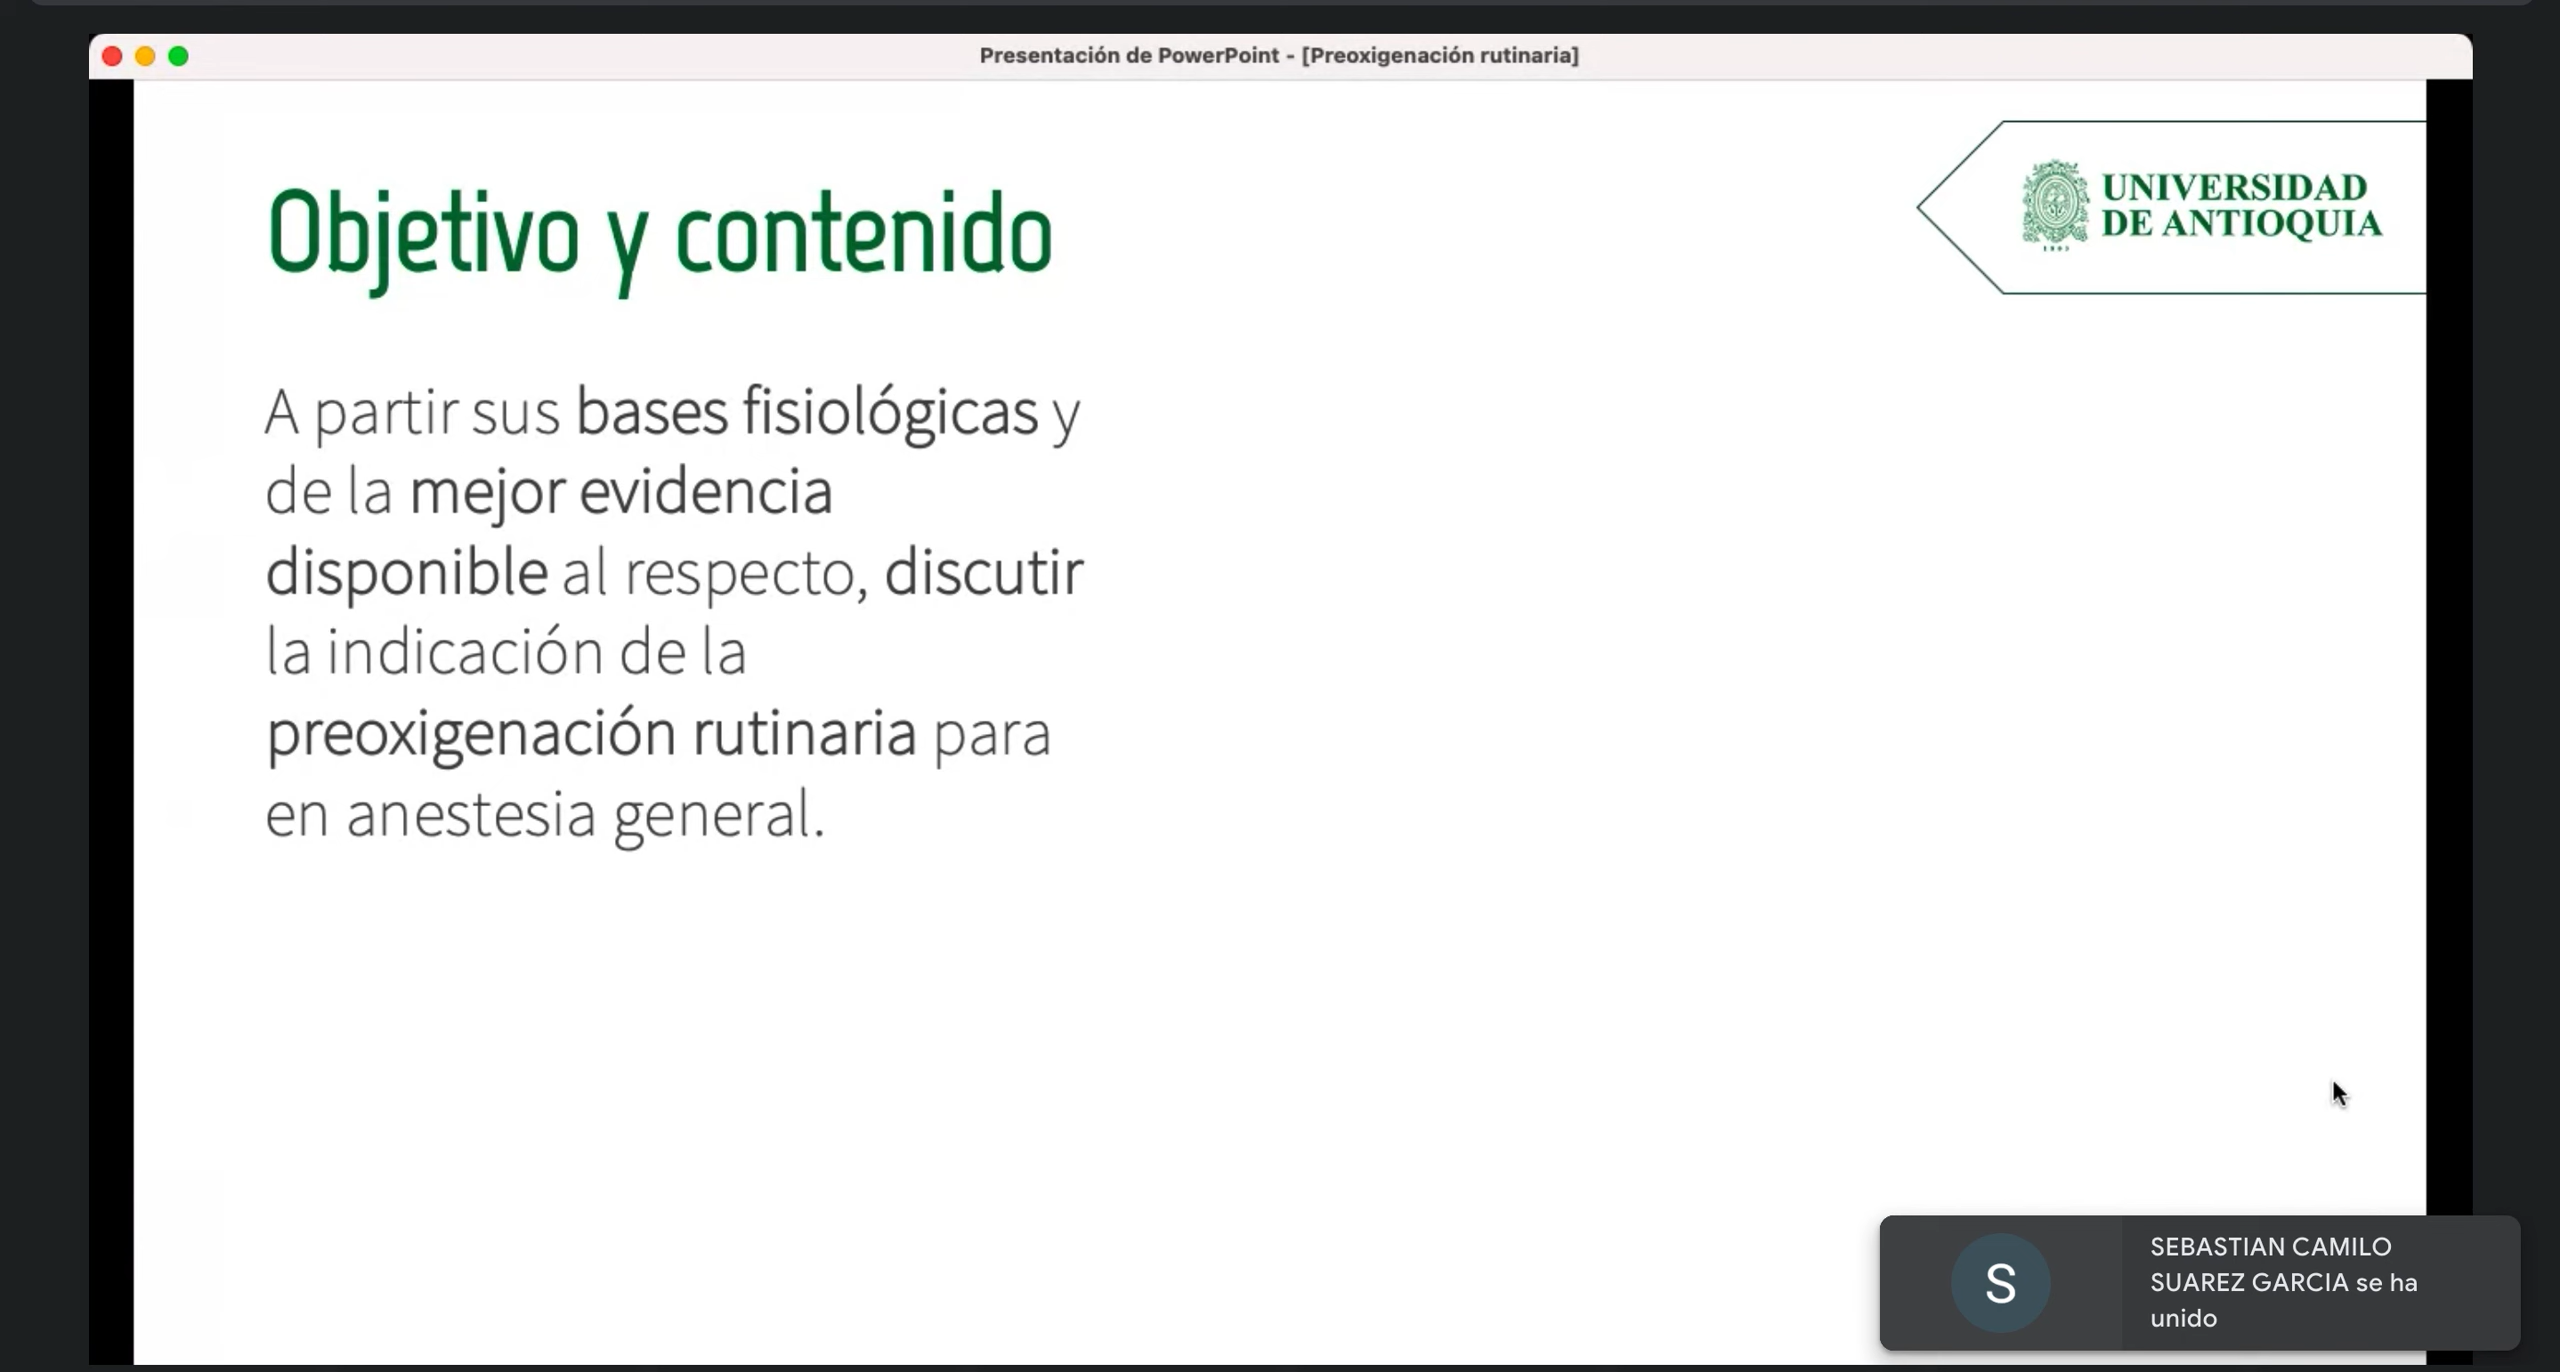 Presentación de PowerPoint - [Preoxigenación rutinaria]
Objetivo y contenido
UNIVERSIDAD
DE ANTIOQUIA
1803
A partir sus bases fisiológicas y
de la mejor evidencia
disponible al respecto, discutir
la indicación de la
preoxigenación rutinaria para
en anestesia general.
S
SEBASTIAN CAMILO
SUAREZ GARCIA se ha
unido